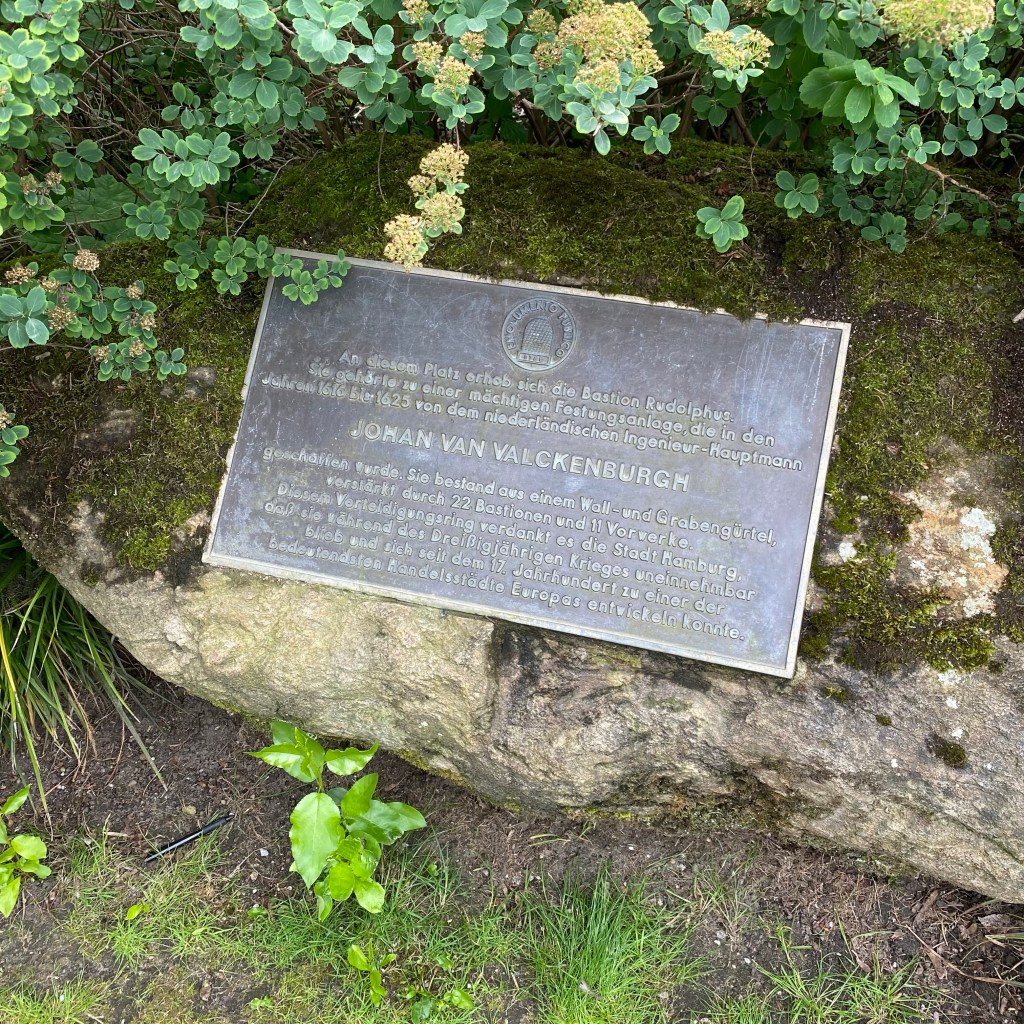 MONUMENTO PUBLICO
An diesem Platz erhob sich die Bastion Rudolphus.
Sie gehörte zu einer mächtigen Festungsanlage, die in den
Jahren 1616 bis 1625 von dem niederländischen Ingenieur-Hauptmann
JOHAN VAN VALCKENBURGH
geschaffen wurde. Sie bestand aus einem Wall- und Grabengürtel,
verstärkt durch 22 Bastionen und 11 Vorwerke.
Diesem Verteidigungsring verdankt es die Stadt Hamburg,
daß sie während des Dreißigjährigen Krieges uneinnehmbar
blieb und sich seit dem 17. Jahrhundert zu einer der
bedeutendsten Handelsstädte Europas entwickeln konnte.